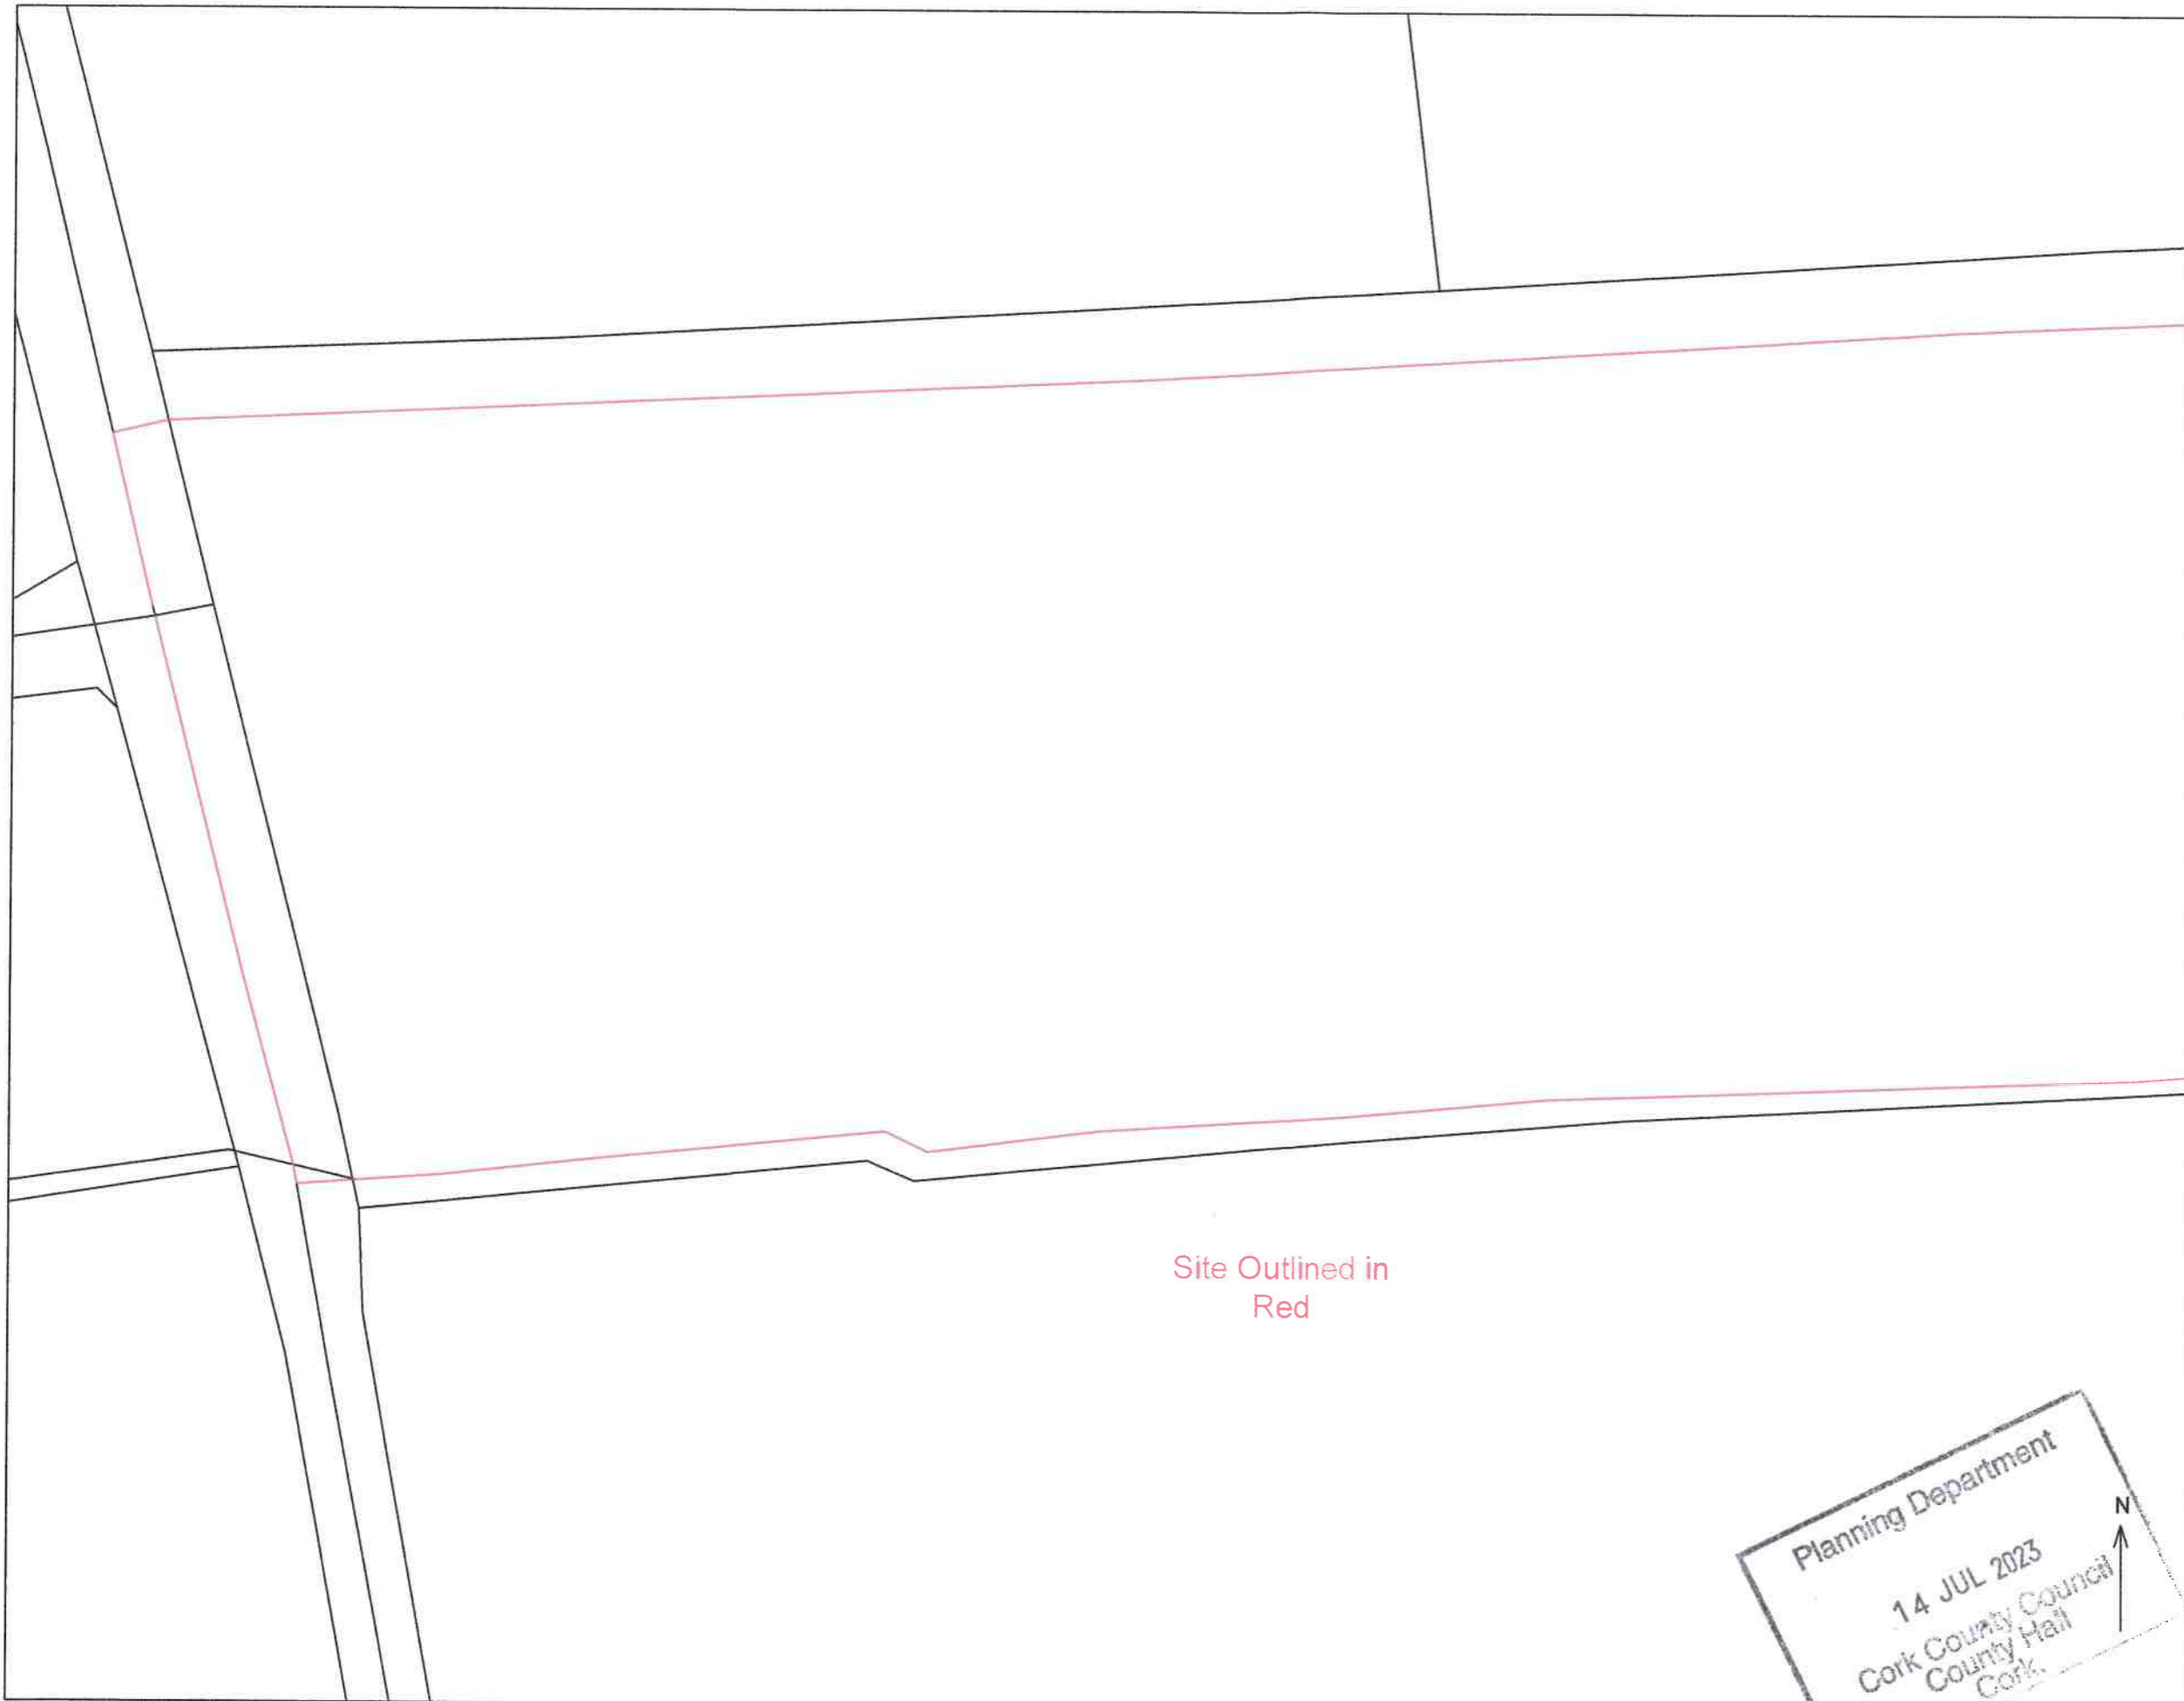 Site Outlined in
Red
Planning Department
N
14 JUL 2023
Cork County Council
County Hall
Cork.